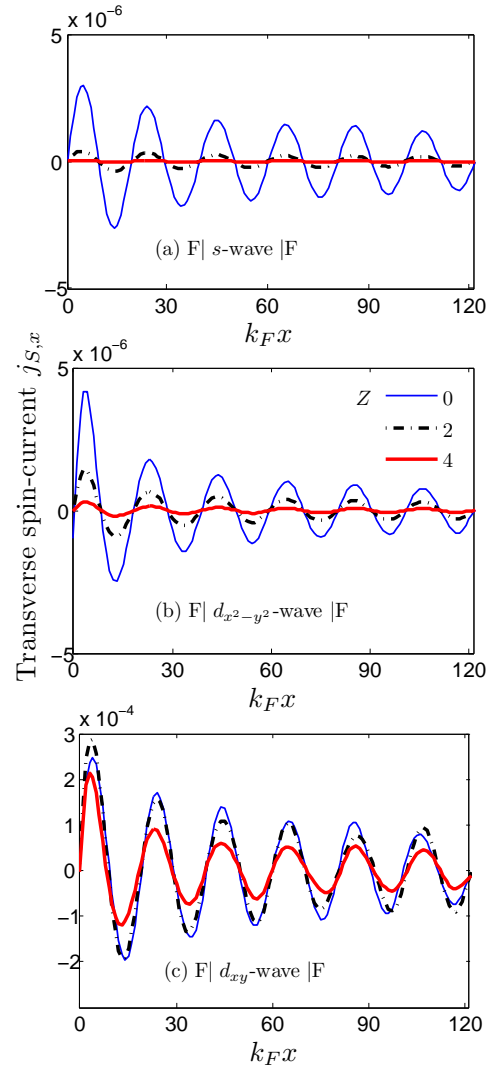 x 10⁻⁶
5
0
−5
0 30 60 90 120
(a) F| s-wave |F
k_F x
Transverse spin-current j_{S,x}
x 10⁻⁶
5
0
−5
0 30 60 90 120
Z 0
2
4
(b) F| d_{x²−y²}-wave |F
k_F x
x 10⁻⁴
3
2
1
0
−1
−2
0 30 60 90 120
(c) F| d_{xy}-wave |F
k_F x